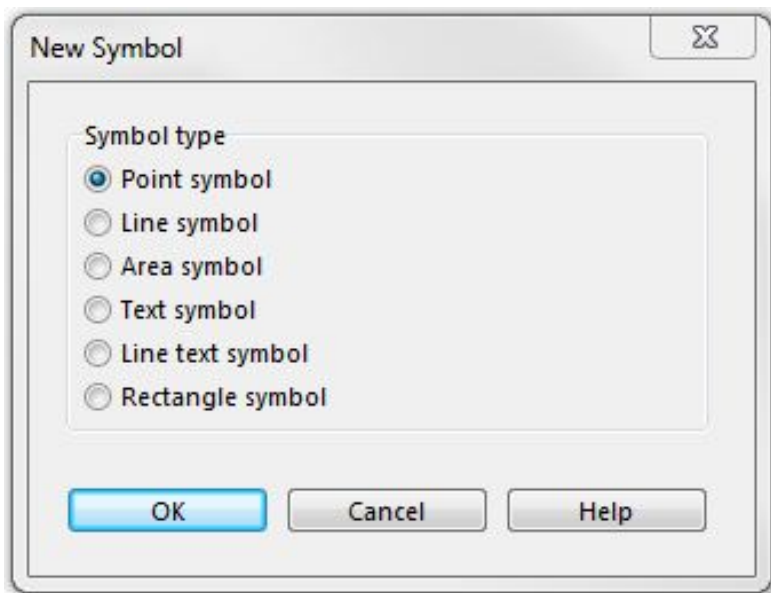 New Symbol
Symbol type
Point symbol
Line symbol
Area symbol
Text symbol
Line text symbol
Rectangle symbol
OK Cancel Help